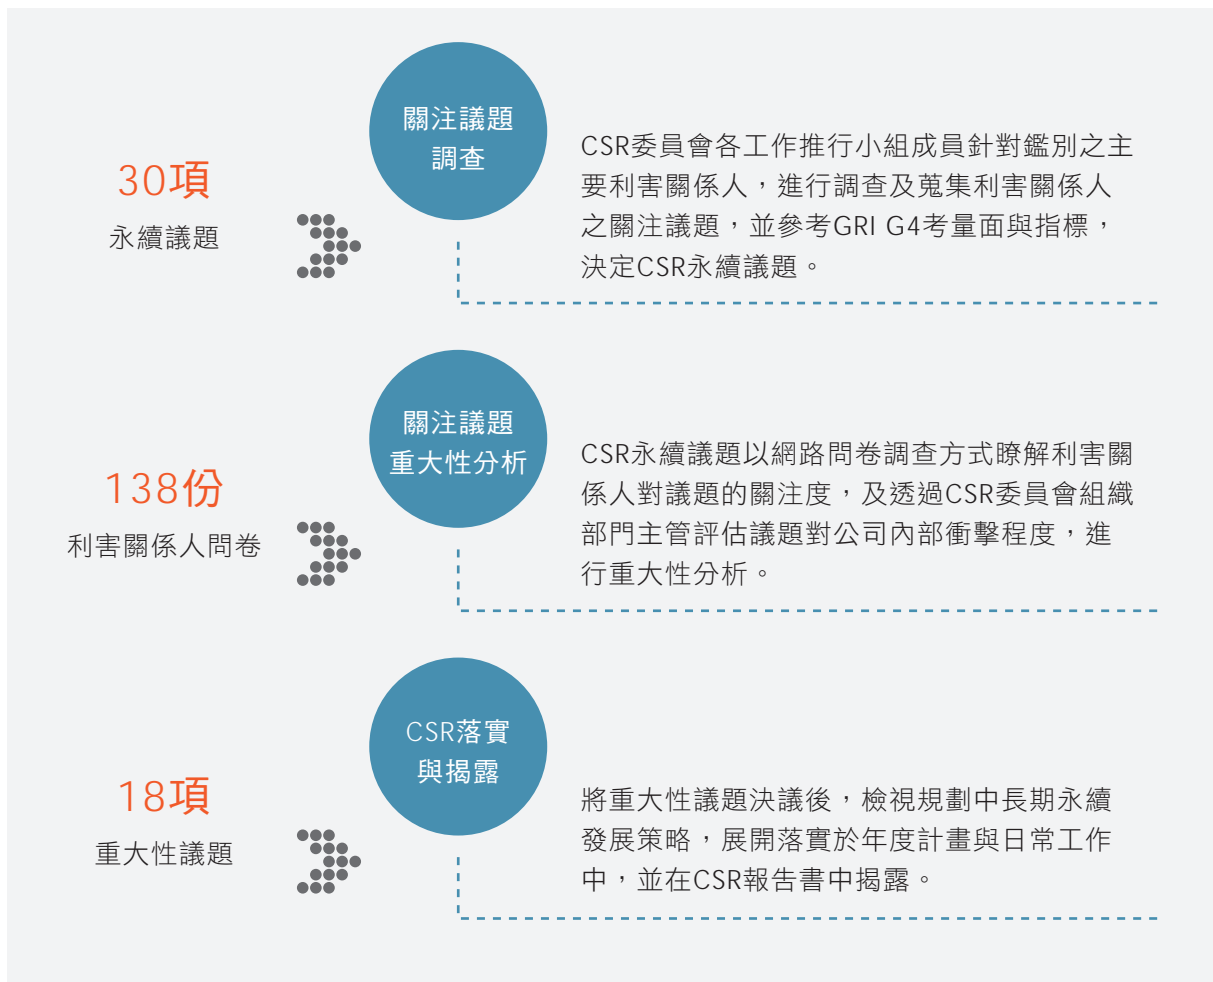 30項
永續議題
關注議題
調查
CSR委員會各工作推行小組成員針對鑑別之主
要利害關係人，進行調查及蒐集利害關係人
之關注議題，並參考GRI G4考量面與指標，
決定CSR永續議題。
138份
利害關係人問卷
關注議題
重大性分析
CSR永續議題以網路問卷調查方式瞭解利害關
係人對議題的關注度，及透過CSR委員會組織
部門主管評估議題對公司內部衝擊程度，進
行重大性分析。
18項
重大性議題
CSR落實
與揭露
將重大性議題決議後，檢視規劃中長期永續
發展策略，展開落實於年度計畫與日常工作
中，並在CSR報告書中揭露。